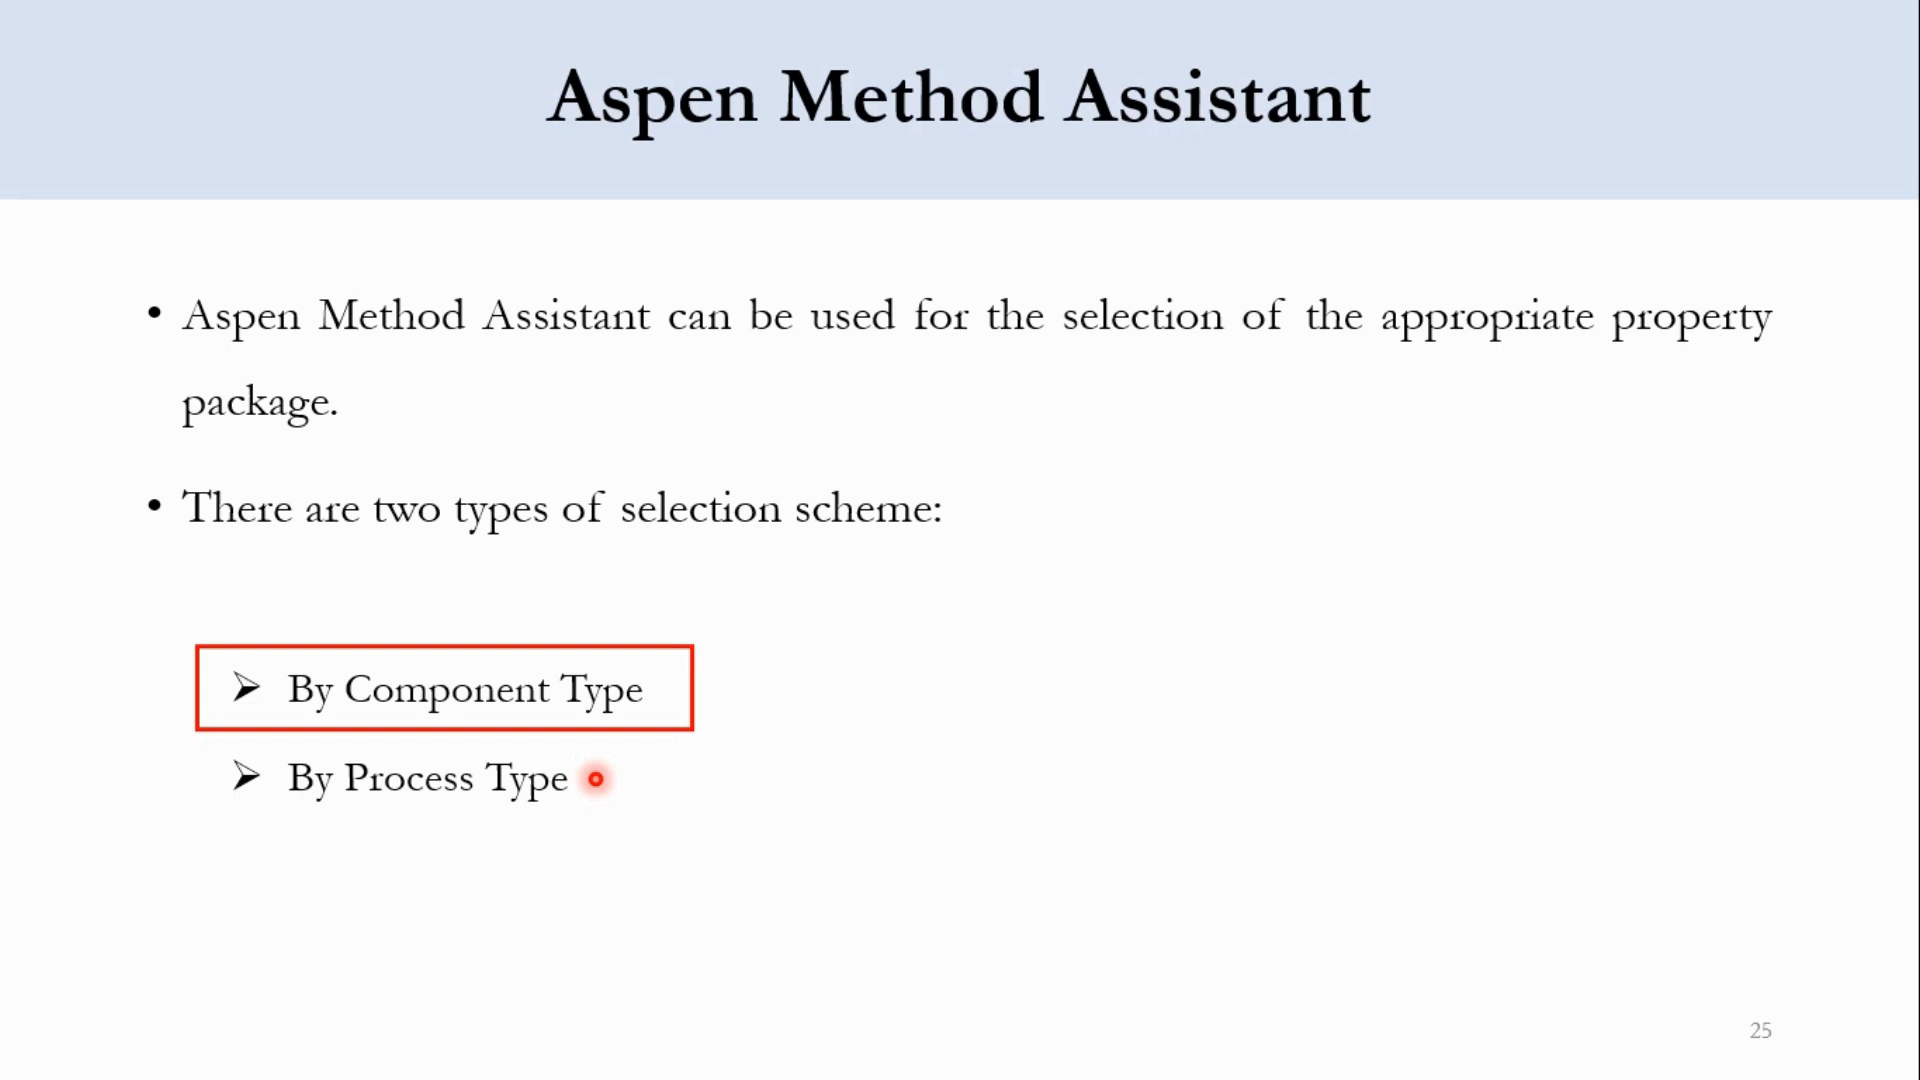 Aspen Method Assistant
• Aspen Method Assistant can be used for the selection of the appropriate property
package.
• There are two types of selection scheme:
➢ By Component Type
➢ By Process Type
25